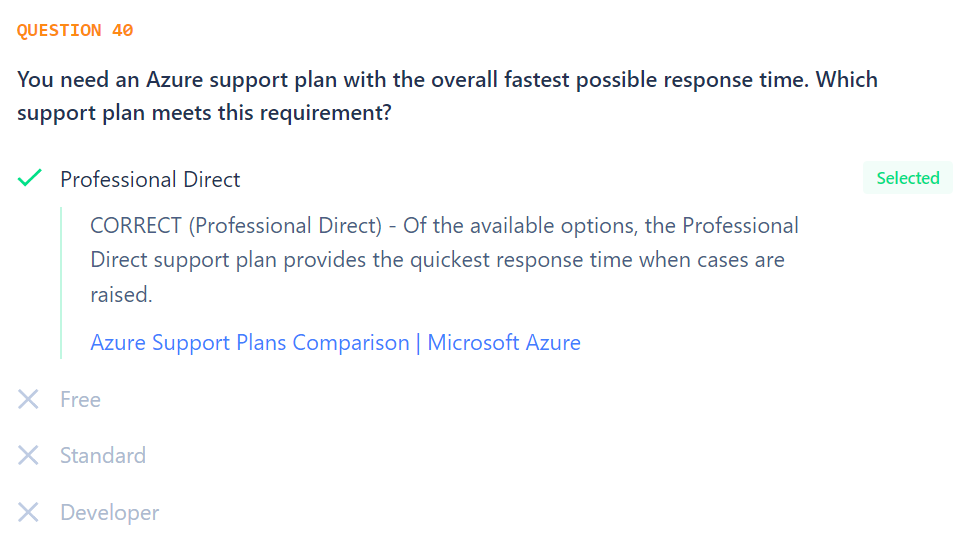 QUESTION 40
You need an Azure support plan with the overall fastest possible response time. Which
support plan meets this requirement?
Professional Direct
Selected
CORRECT (Professional Direct) - Of the available options, the Professional
Direct support plan provides the quickest response time when cases are
raised.
Azure Support Plans Comparison | Microsoft Azure
Free
Standard
Developer